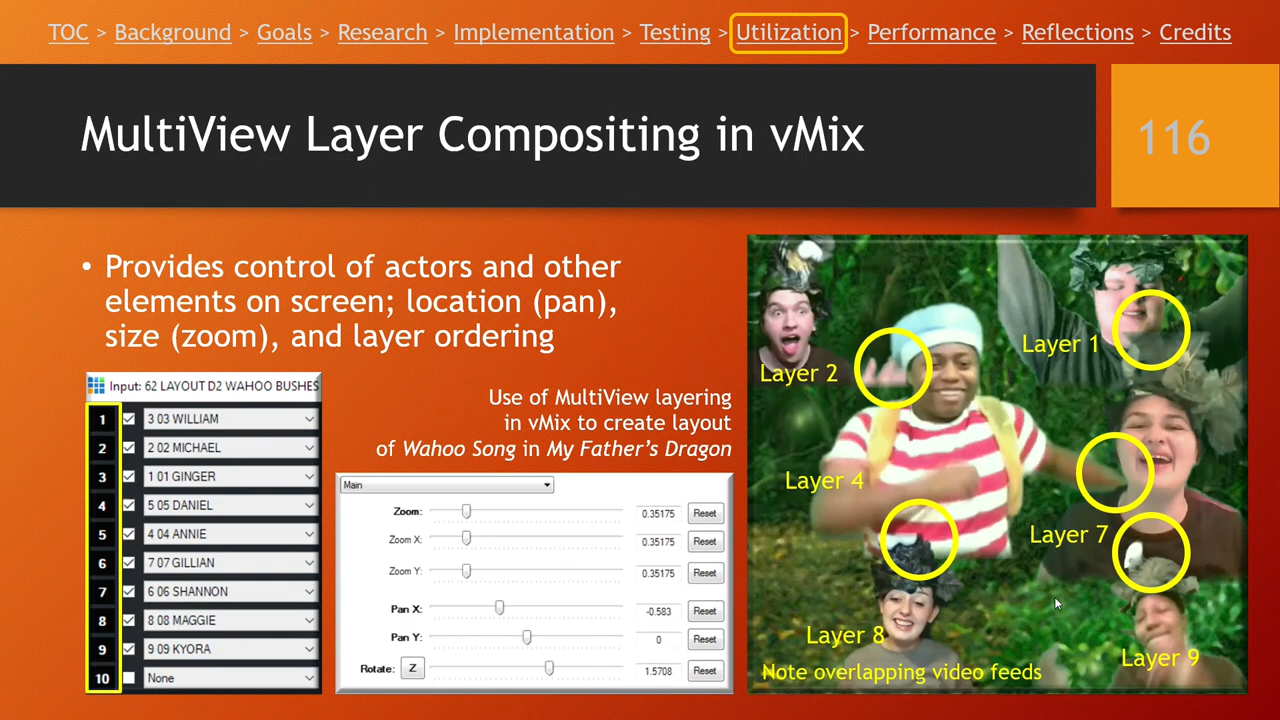 TOC > Background > Goals > Research > Implementation > Testing > Utilization > Performance > Reflections > Credits
MultiView Layer Compositing in vMix
116
• Provides control of actors and other
elements on screen; location (pan),
size (zoom), and layer ordering
Input: 62 LAYOUT D2 WAHOO BUSHES
1 3 03 WILLIAM
2 2 02 MICHAEL
3 1 01 GINGER
4 5 05 DANIEL
5 4 04 ANNIE
6 7 07 GILLIAN
7 6 06 SHANNON
8 8 08 MAGGIE
9 9 09 KYORA
10 None
Use of MultiView layering
in vMix to create layout
of Wahoo Song in My Father's Dragon
Main
Zoom: 0.35175 Reset
Zoom X: 0.35175 Reset
Zoom Y: 0.35175 Reset
Pan X: -0.583 Reset
Pan Y: 0 Reset
Rotate: Z 1.5708 Reset
Layer 1
Layer 2
Layer 4
Layer 7
Layer 8
Layer 9
Note overlapping video feeds